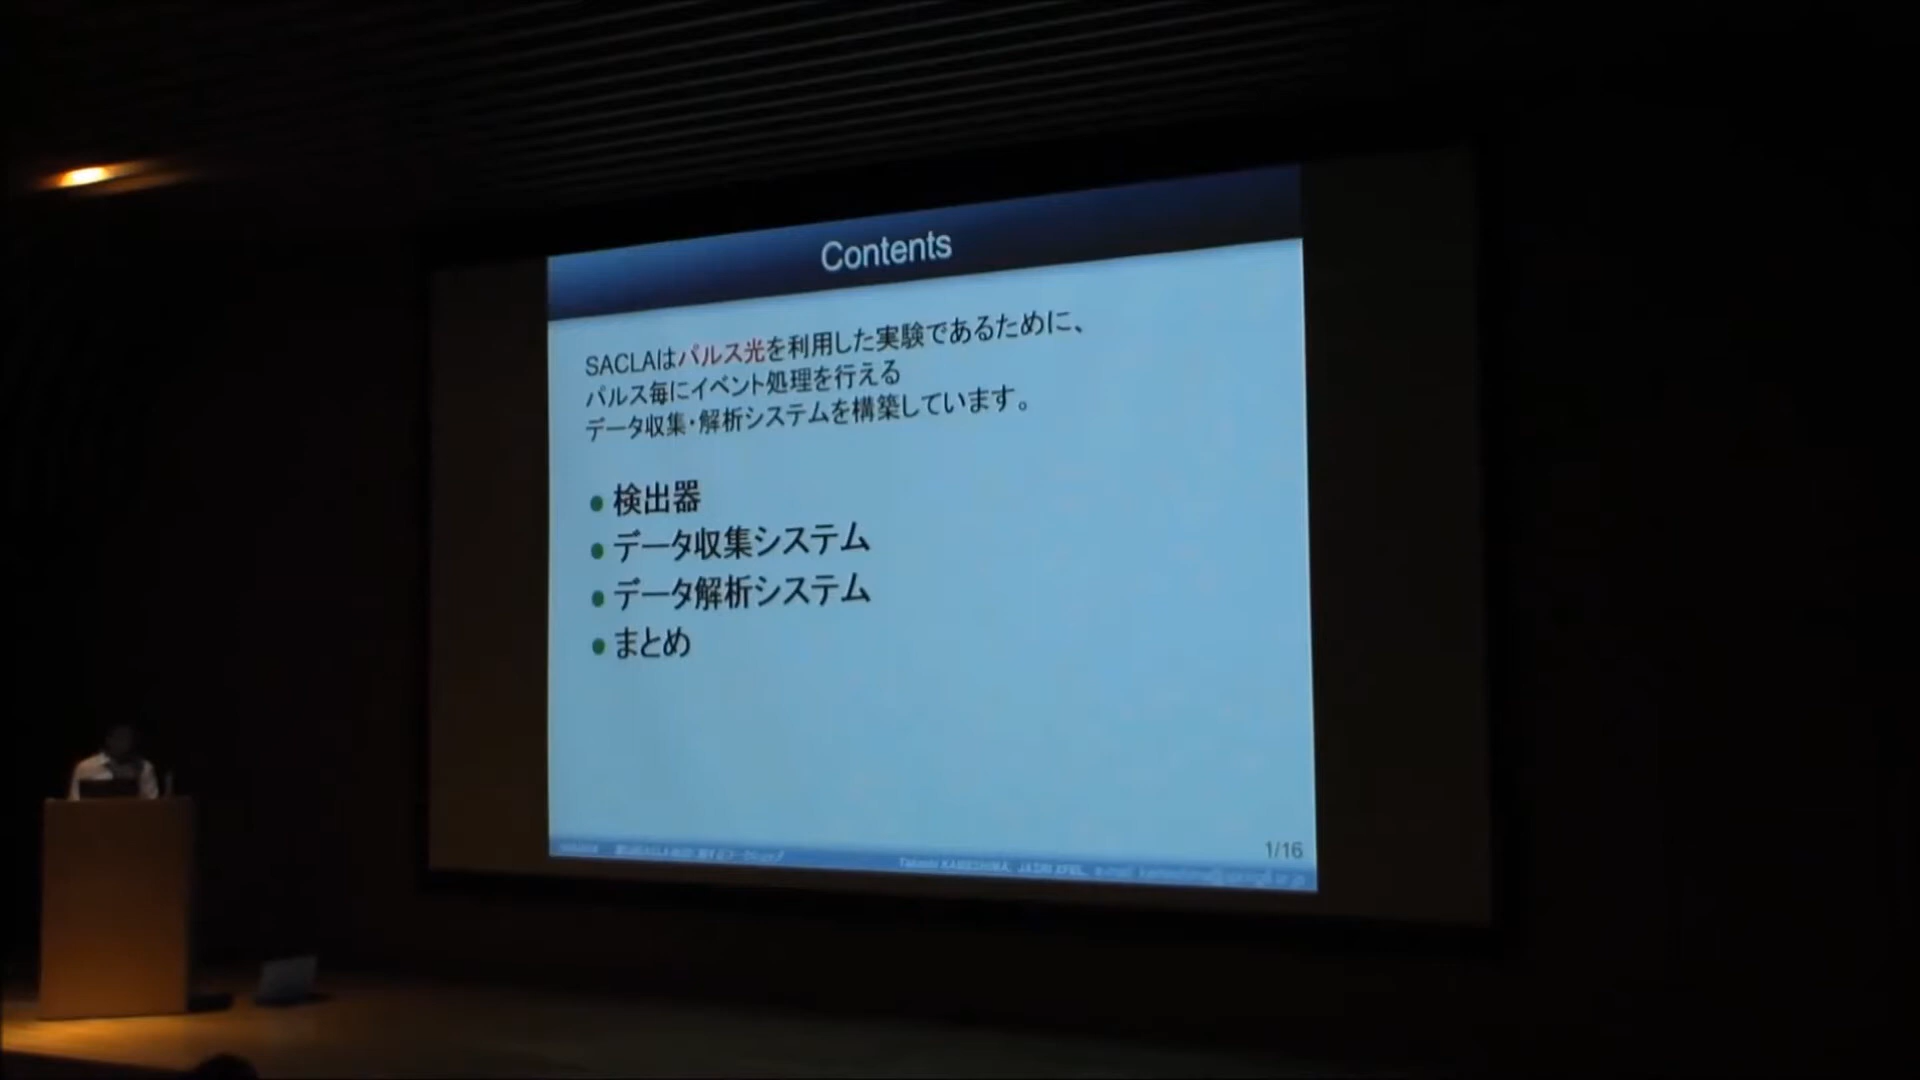 Contents
SACLAはパルス光を利用した実験であるために、
パルス毎にイベント処理を行える
データ収集・解析システムを構築しています。
● 検出器
● データ収集システム
● データ解析システム
● まとめ
1/16
Takashi KAMESHIMA, JASRI XFEL,